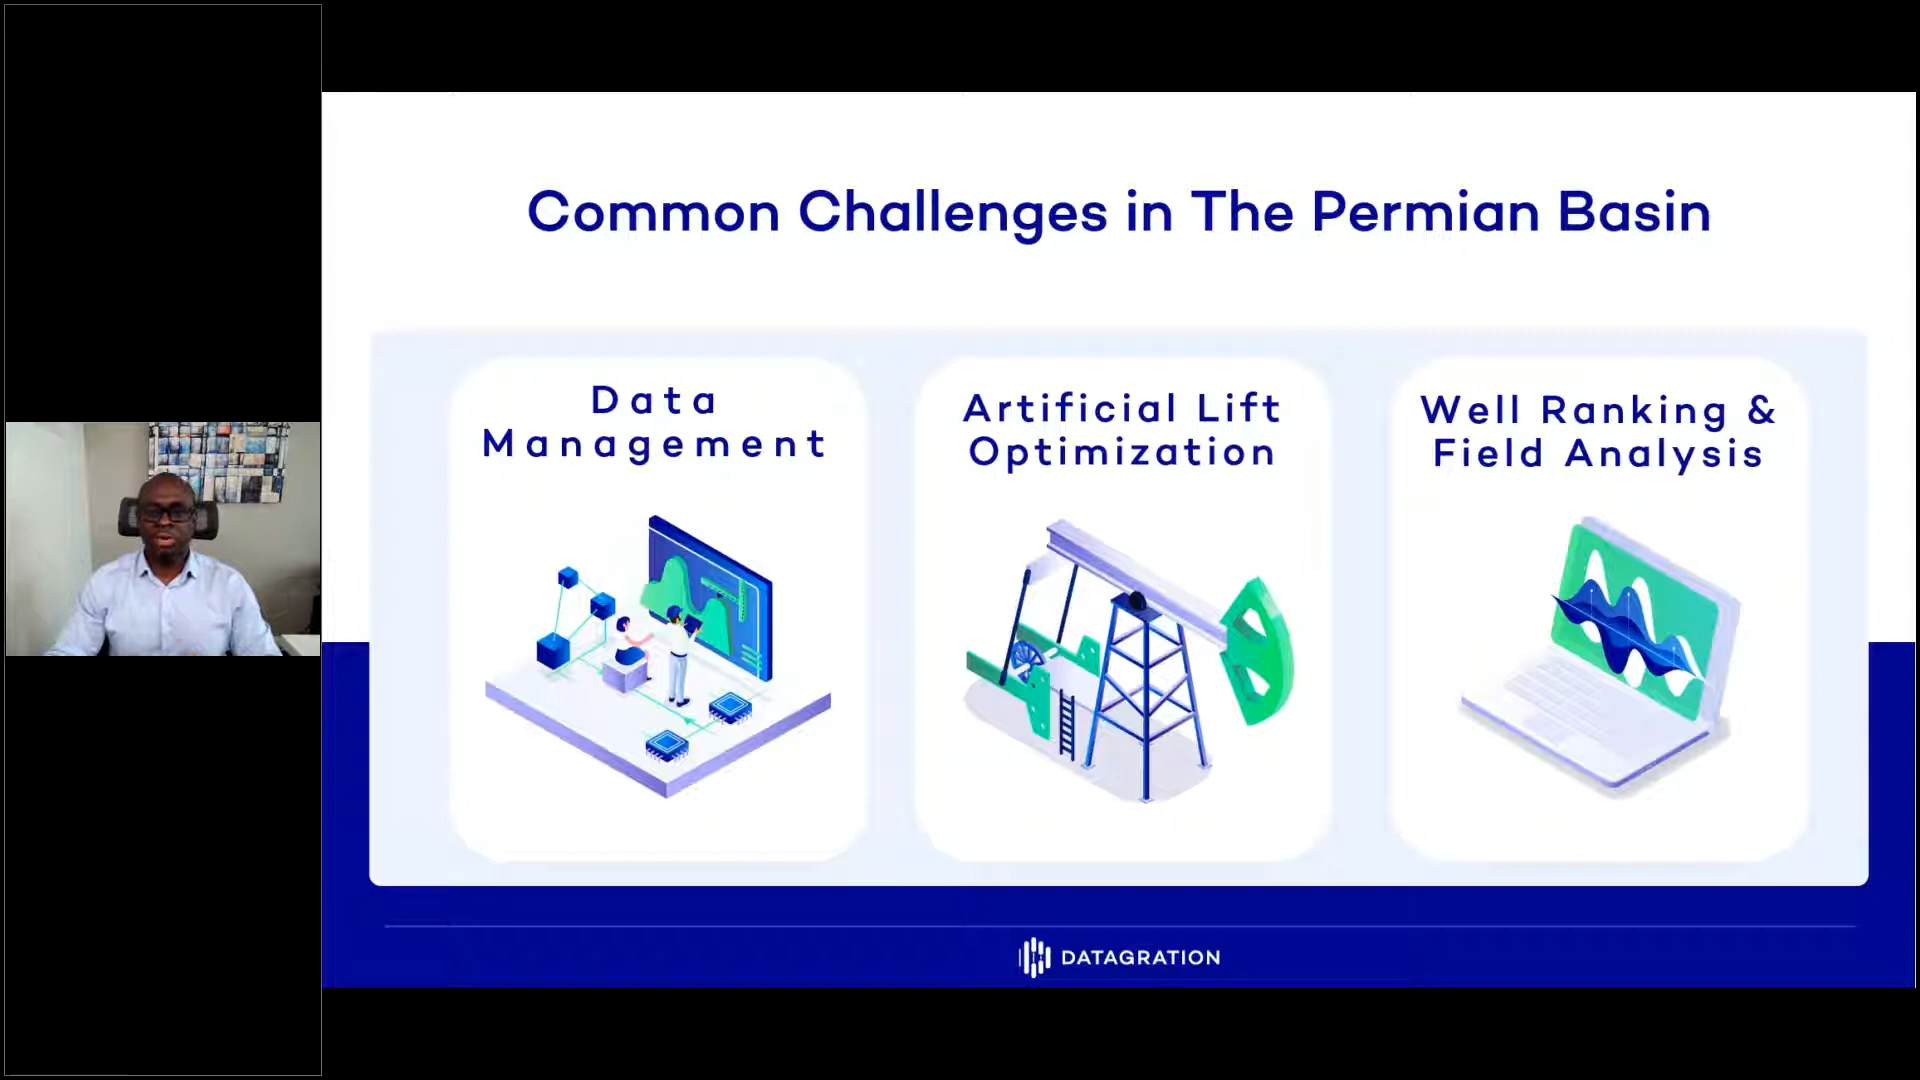 Common Challenges in The Permian Basin
Data
Management
Artificial Lift
Optimization
Well Ranking &
Field Analysis
DATAGRATION